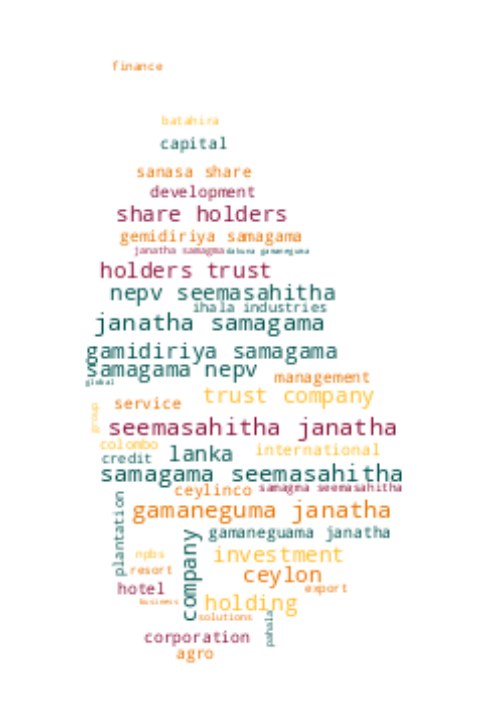 finance
batahira
capital
sanasa share
development
share holders
gemidiriya samagama
janatha samagma
dakuna gamaneguma
holders trust
nepv seemasahitha
ihala industries
janatha samagama
gamidiriya samagama
samagama nepv
management
global
trust company
service
group
seemasahitha janatha
colombo
international
credit
lanka
samagama seemasahitha
ceylinco
samagma seemasahitha
plantation
gamaneguma janatha
gamaneguama janatha
company
npbs
investment
resort
ceylon
hotel
export
business
holding
solutions
pahala
corporation
agro